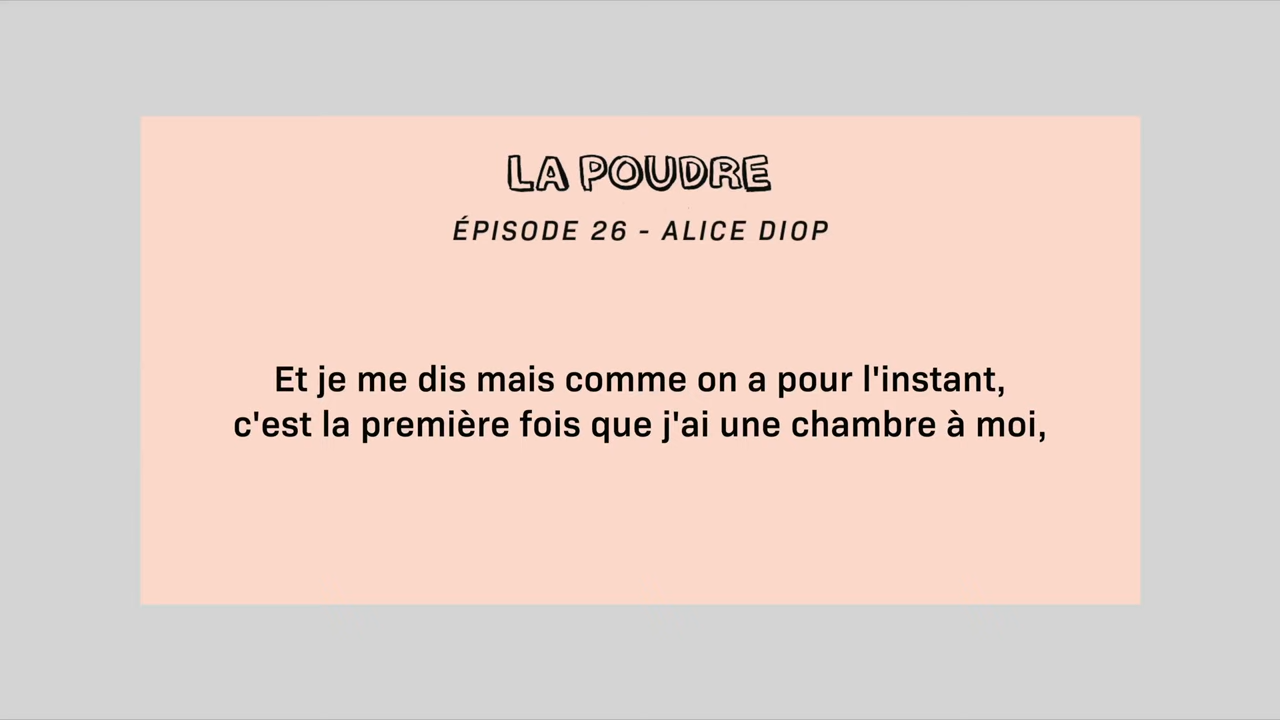 LA POUDRE
ÉPISODE 26 - ALICE DIOP
Et je me dis mais comme on a pour l'instant,
c'est la première fois que j'ai une chambre à moi,